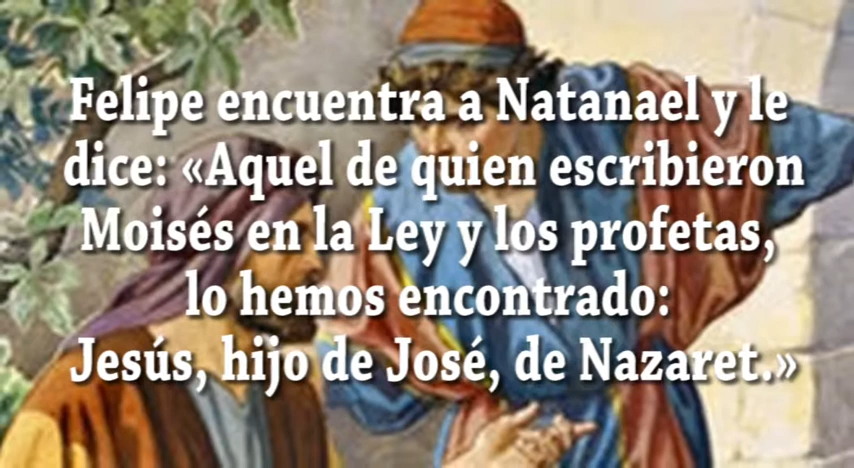 Felipe encuentra a Natanael y le
dice: «Aquel de quien escribieron
Moisés en la Ley y los profetas,
lo hemos encontrado:
Jesús, hijo de José, de Nazaret.»